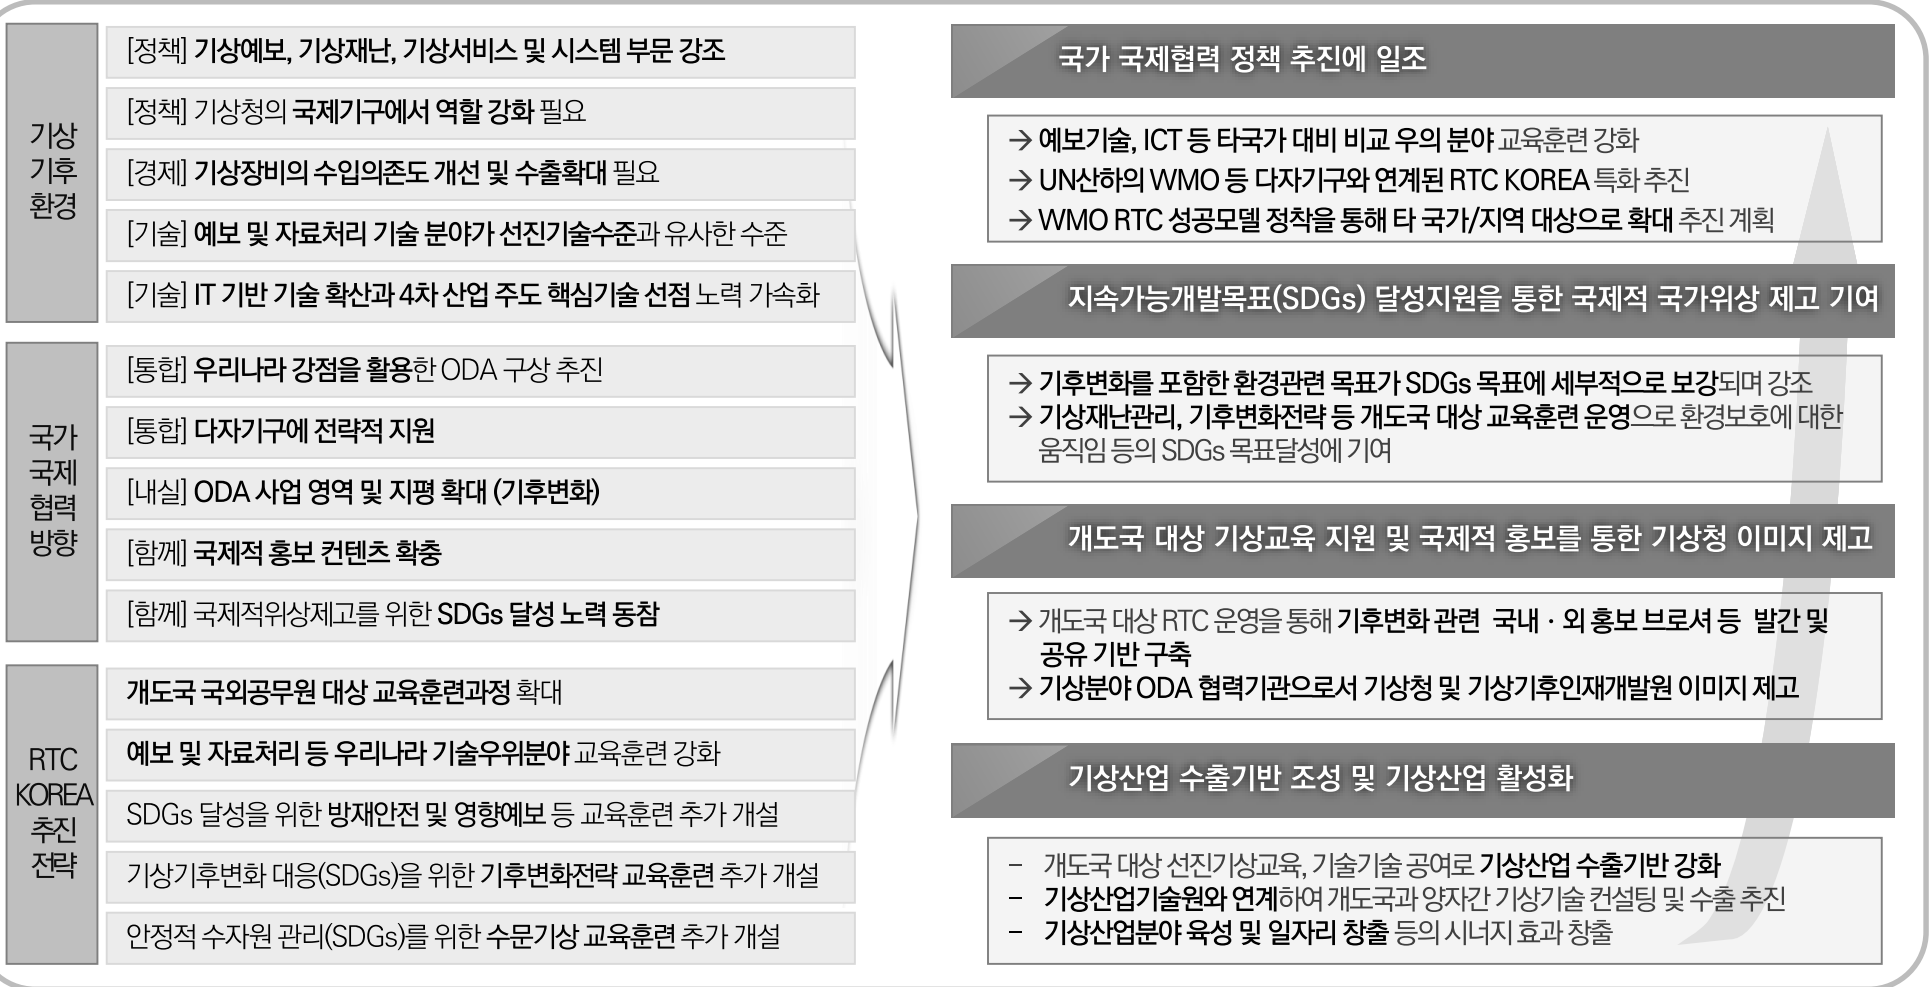 기상
기후
환경
[정책] 기상예보, 기상재난, 기상서비스 및 시스템 부문 강조
[정책] 기상청의 국제기구에서 역할 강화 필요
[경제] 기상장비의 수입의존도 개선 및 수출확대 필요
[기술] 예보 및 자료처리 기술 분야가 선진기술수준과 유사한 수준
[기술] IT 기반 기술 확산과 4차 산업 주도 핵심기술 선점 노력 가속화
국가
국제
협력
방향
[통합] 우리나라 강점을 활용한 ODA 구상 추진
[통합] 다자기구에 전략적 지원
[내실] ODA 사업 영역 및 지평 확대 (기후변화)
[함께] 국제적 홍보 컨텐츠 확충
[함께] 국제적위상제고를 위한 SDGs 달성 노력 동참
RTC
KOREA
추진
전략
개도국 국외공무원 대상 교육훈련과정 확대
예보 및 자료처리 등 우리나라 기술우위분야 교육훈련 강화
SDGs 달성을 위한 방재안전 및 영향예보 등 교육훈련 추가 개설
기상기후변화 대응(SDGs)을 위한 기후변화전략 교육훈련 추가 개설
안정적 수자원 관리(SDGs)를 위한 수문기상 교육훈련 추가 개설
국가 국제협력 정책 추진에 일조
→ 예보기술, ICT 등 타국가 대비 비교 우의 분야 교육훈련 강화
→ UN산하의 WMO 등 다자기구와 연계된 RTC KOREA 특화 추진
→ WMO RTC 성공모델 정착을 통해 타 국가/지역 대상으로 확대 추진 계획
지속가능개발목표(SDGs) 달성지원을 통한 국제적 국가위상 제고 기여
→ 기후변화를 포함한 환경관련 목표가 SDGs 목표에 세부적으로 보강되며 강조
→ 기상재난관리, 기후변화전략 등 개도국 대상 교육훈련 운영으로 환경보호에 대한
움직임 등의 SDGs 목표달성에 기여
개도국 대상 기상교육 지원 및 국제적 홍보를 통한 기상청 이미지 제고
→ 개도국 대상 RTC 운영을 통해 기후변화 관련 국내 · 외 홍보 브로셔 등 발간 및
공유 기반 구축
→ 기상분야 ODA 협력기관으로서 기상청 및 기상기후인재개발원 이미지 제고
기상산업 수출기반 조성 및 기상산업 활성화
- 개도국 대상 선진기상교육, 기술기술 공여로 기상산업 수출기반 강화
- 기상산업기술원와 연계하여 개도국과 양자간 기상기술 컨설팅 및 수출 추진
- 기상산업분야 육성 및 일자리 창출 등의 시너지 효과 창출